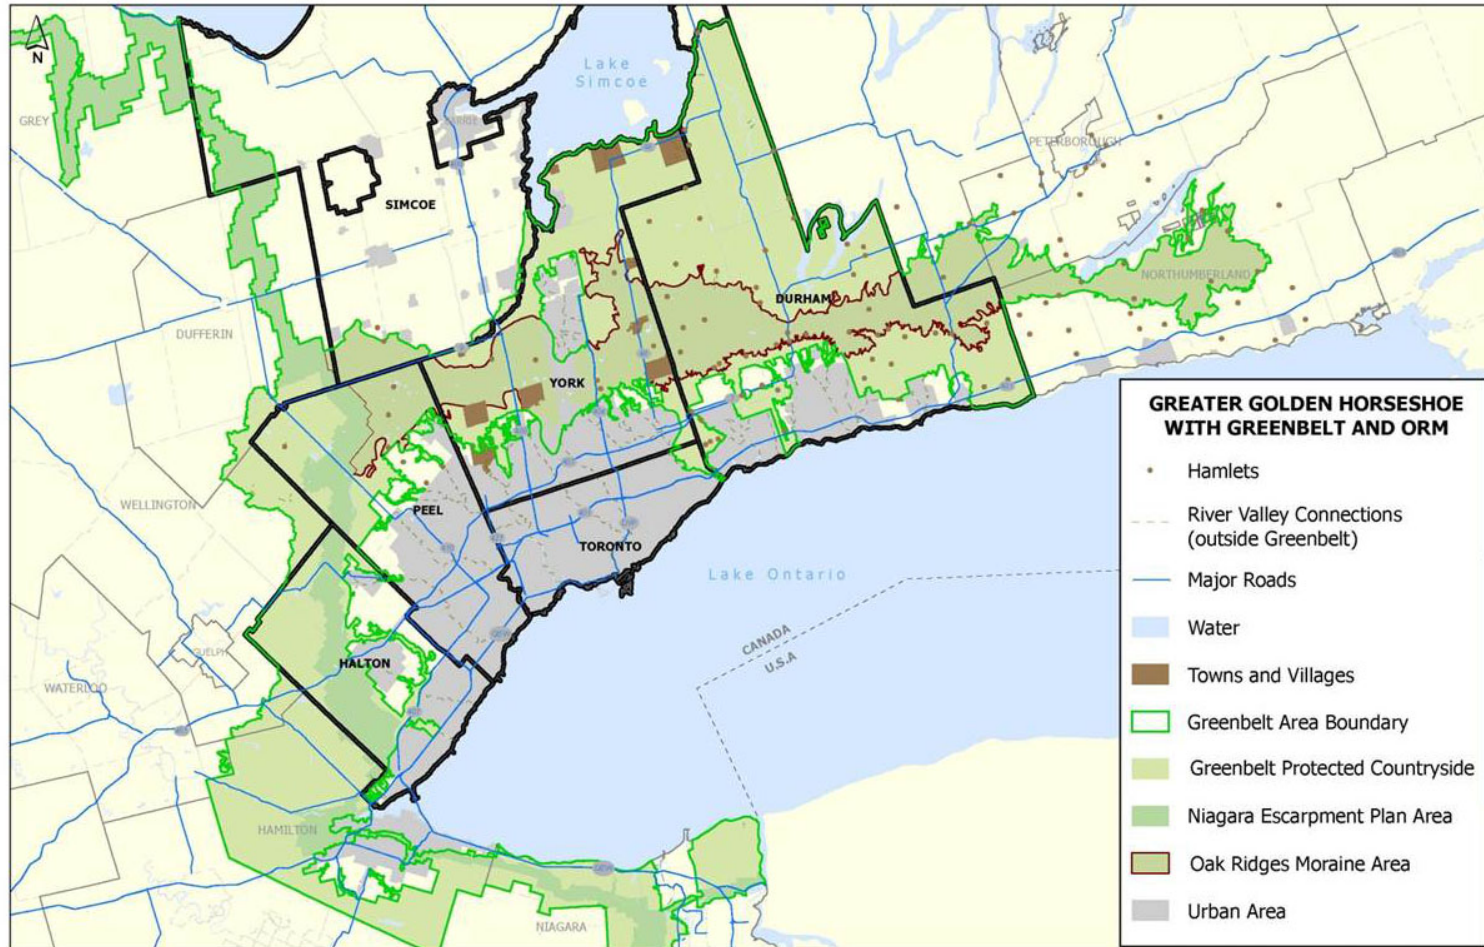 N
Lake
Simcoe
GREY
BARRIE
PETERBOROUGH
SIMCOE
NORTHUMBERLAND
DURHAM
DUFFERIN
YORK
WELLINGTON
PEEL
TORONTO
Lake Ontario
CANADA
U.S.A
GUELPH
HALTON
WATERLOO
HAMILTON
NIAGARA
GREATER GOLDEN HORSESHOE
WITH GREENBELT AND ORM
Hamlets
River Valley Connections
(outside Greenbelt)
Major Roads
Water
Towns and Villages
Greenbelt Area Boundary
Greenbelt Protected Countryside
Niagara Escarpment Plan Area
Oak Ridges Moraine Area
Urban Area